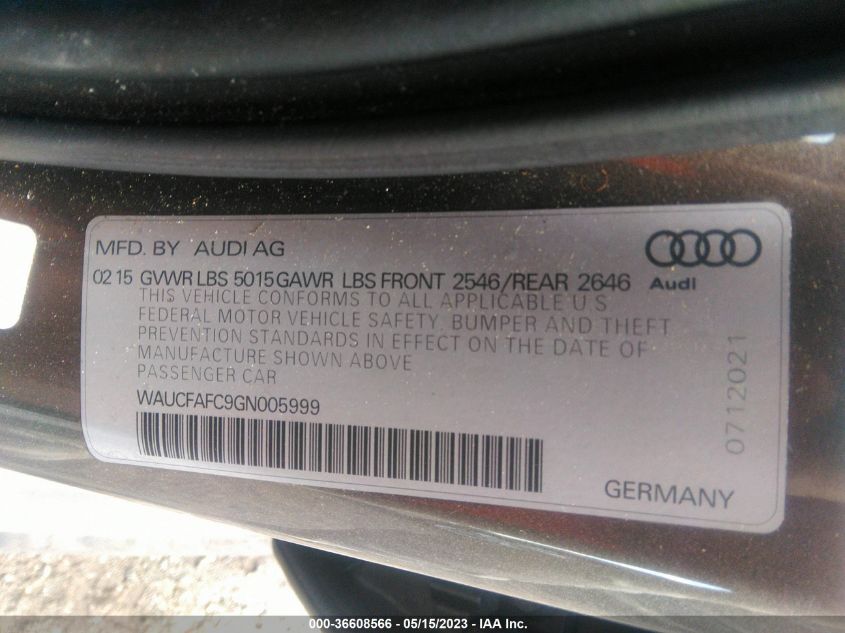 MFD. BY AUDI AG
Audi
02 15 GVWR LBS 5015 GAWR LBS FRONT 2546/REAR 2646
THIS VEHICLE CONFORMS TO ALL APPLICABLE U S
FEDERAL MOTOR VEHICLE SAFETY, BUMPER AND THEFT
PREVENTION STANDARDS IN EFFECT ON THE DATE OF
MANUFACTURE SHOWN ABOVE
PASSENGER CAR
WAUCFAFC9GN005999
GERMANY
0712021
000-36608566 - 05/15/2023 - IAA Inc.